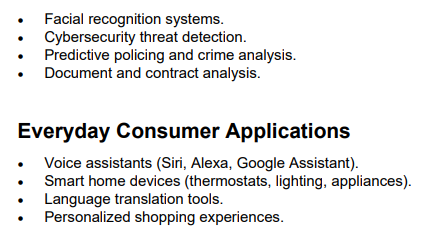 • Facial recognition systems.
• Cybersecurity threat detection.
• Predictive policing and crime analysis.
• Document and contract analysis.
Everyday Consumer Applications
• Voice assistants (Siri, Alexa, Google Assistant).
• Smart home devices (thermostats, lighting, appliances).
• Language translation tools.
• Personalized shopping experiences.